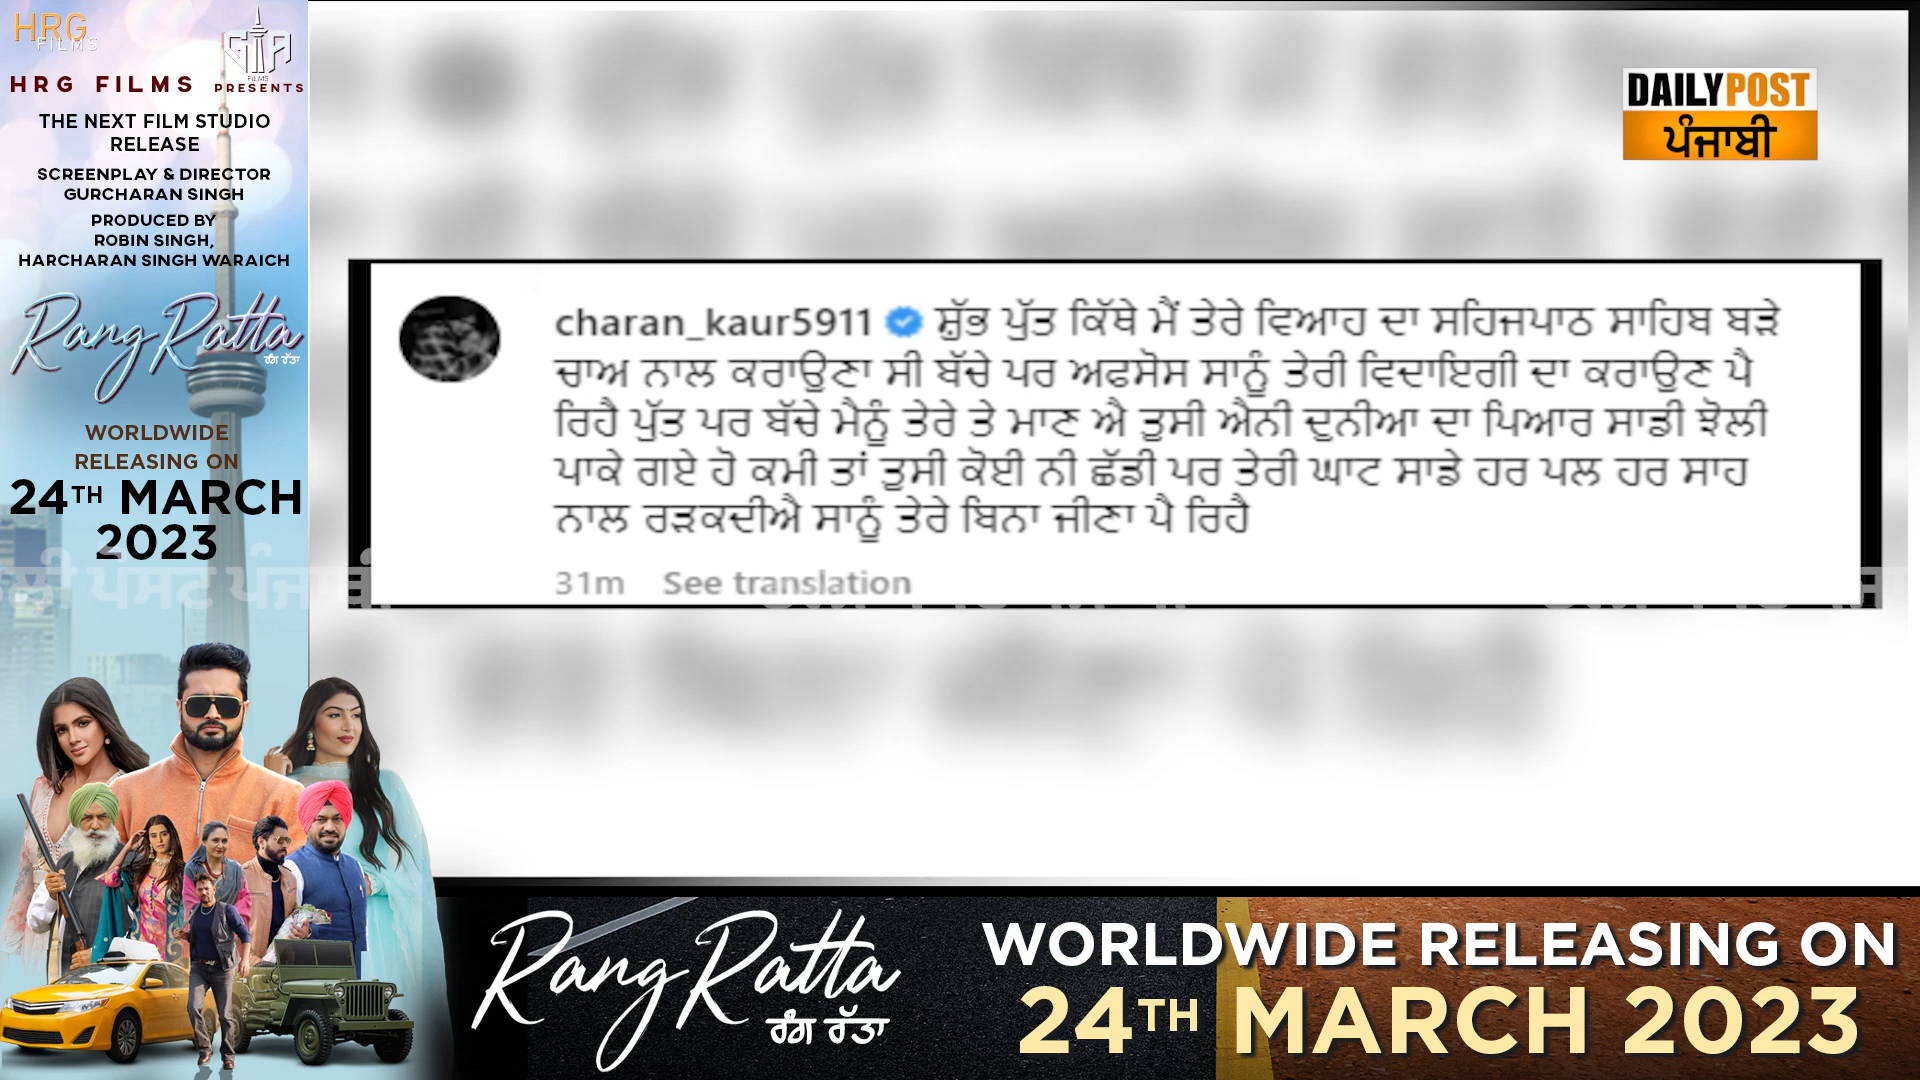 HRG
FILMS
GTA
FILMS
HRG FILMS PRESENTS
THE NEXT FILM STUDIO
RELEASE
SCREENPLAY & DIRECTOR
GURCHARAN SINGH
PRODUCED BY
ROBIN SINGH,
HARCHARAN SINGH WARAICH
Rang Ratta
ਰੰਗ ਰੱਤਾ
WORLDWIDE
RELEASING ON
24TH MARCH
2023
DAILYPOST
ਪੰਜਾਬੀ
charan_kaur5911 ਸ਼ੁੱਭ ਪੁੱਤ ਕਿੱਥੇ ਮੈਂ ਤੇਰੇ ਵਿਆਹ ਦਾ ਸਹਿਜਪਾਠ ਸਾਹਿਬ ਬੜੇ
ਚਾਅ ਨਾਲ ਕਰਾਉਣਾ ਸੀ ਬੱਚੇ ਪਰ ਅਫਸੋਸ ਸਾਨੂੰ ਤੇਰੀ ਵਿਦਾਇਗੀ ਦਾ ਕਰਾਉਣ ਪੈ
ਰਿਹੈ ਪੁੱਤ ਪਰ ਬੱਚੇ ਮੈਨੂੰ ਤੇਰੇ ਤੇ ਮਾਣ ਐ ਤੁਸੀ ਐਨੀ ਦੁਨੀਆ ਦਾ ਪਿਆਰ ਸਾਡੀ ਝੋਲੀ
ਪਾਕੇ ਗਏ ਹੋ ਕਮੀ ਤਾਂ ਤੁਸੀ ਕੋਈ ਨੀ ਛੱਡੀ ਪਰ ਤੇਰੀ ਘਾਟ ਸਾਡੇ ਹਰ ਪਲ ਹਰ ਸਾਹ
ਨਾਲ ਰੜਕਦੀਐ ਸਾਨੂੰ ਤੇਰੇ ਬਿਨਾ ਜੀਣਾ ਪੈ ਰਿਹੈ
31m See translation
Rang Ratta
ਰੰਗ ਰੱਤਾ
WORLDWIDE RELEASING ON
24TH MARCH 2023